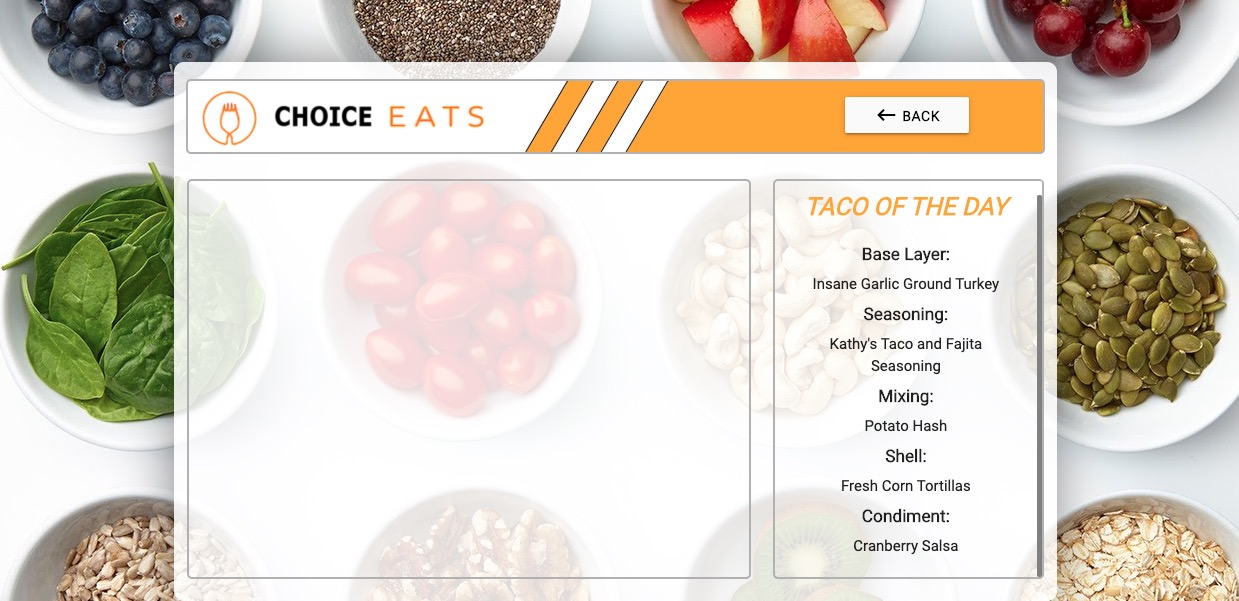 CHOICE EATS
← BACK
TACO OF THE DAY
Base Layer:
Insane Garlic Ground Turkey
Seasoning:
Kathy's Taco and Fajita
Seasoning
Mixing:
Potato Hash
Shell:
Fresh Corn Tortillas
Condiment:
Cranberry Salsa